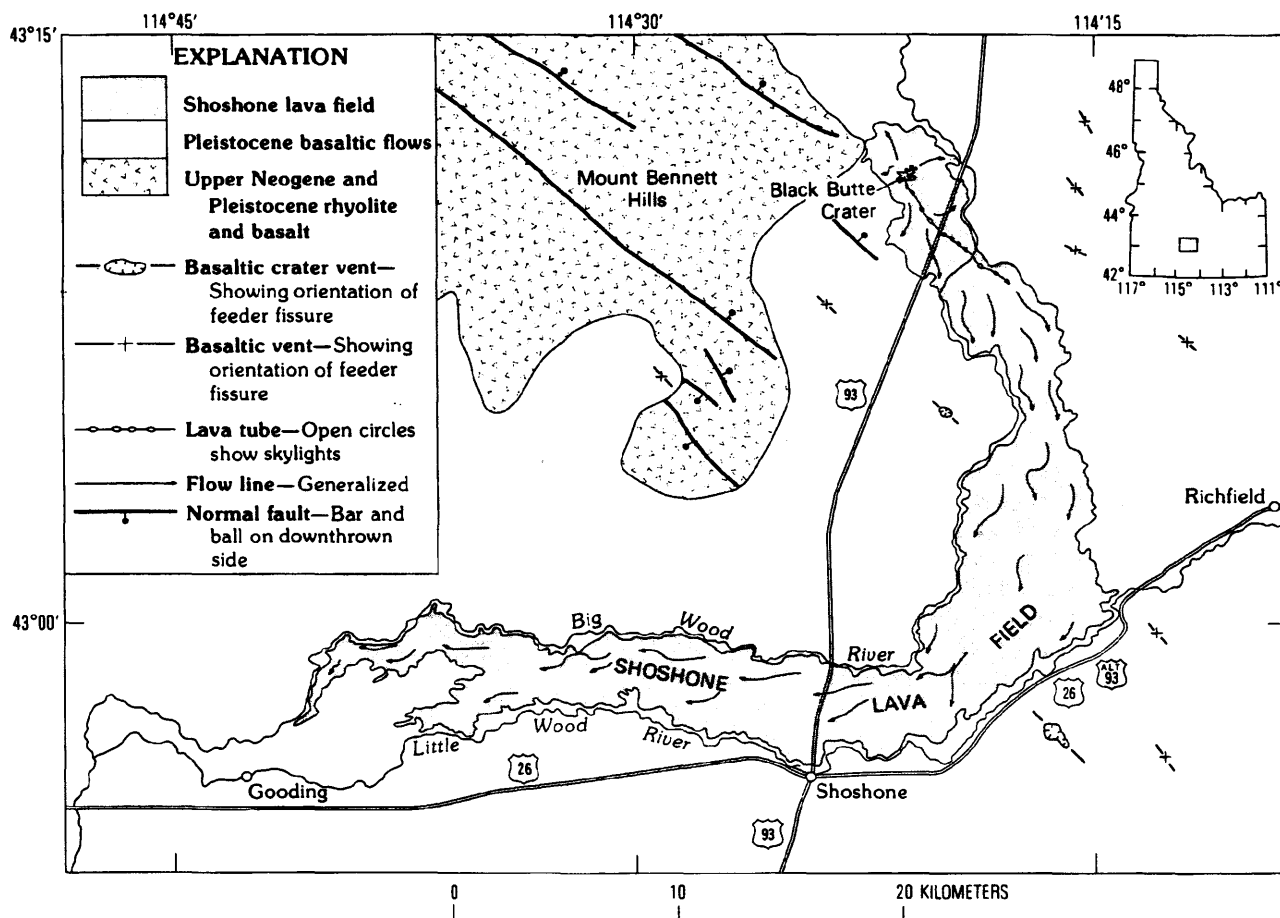 114°45'
114°30'
114°15'
43°15'
EXPLANATION
Shoshone lava field
Pleistocene basaltic flows
Upper Neogene and
Pleistocene rhyolite
and basalt
Basaltic crater vent—
Showing orientation of
feeder fissure
Basaltic vent—Showing
orientation of feeder
fissure
Lava tube—Open circles
show skylights
Flow line—Generalized
Normal fault—Bar and
ball on downthrown
side
Mount Bennett
Hills
Black Butte
Crater
48°
46°
44°
42°
117°
115°
113°
111°
93
Richfield
43°00'
Big
Wood
River
FIELD
SHOSHONE
LAVA
ALT
93
26
Little
Wood
River
26
Gooding
Shoshone
93
0
10
20 KILOMETERS